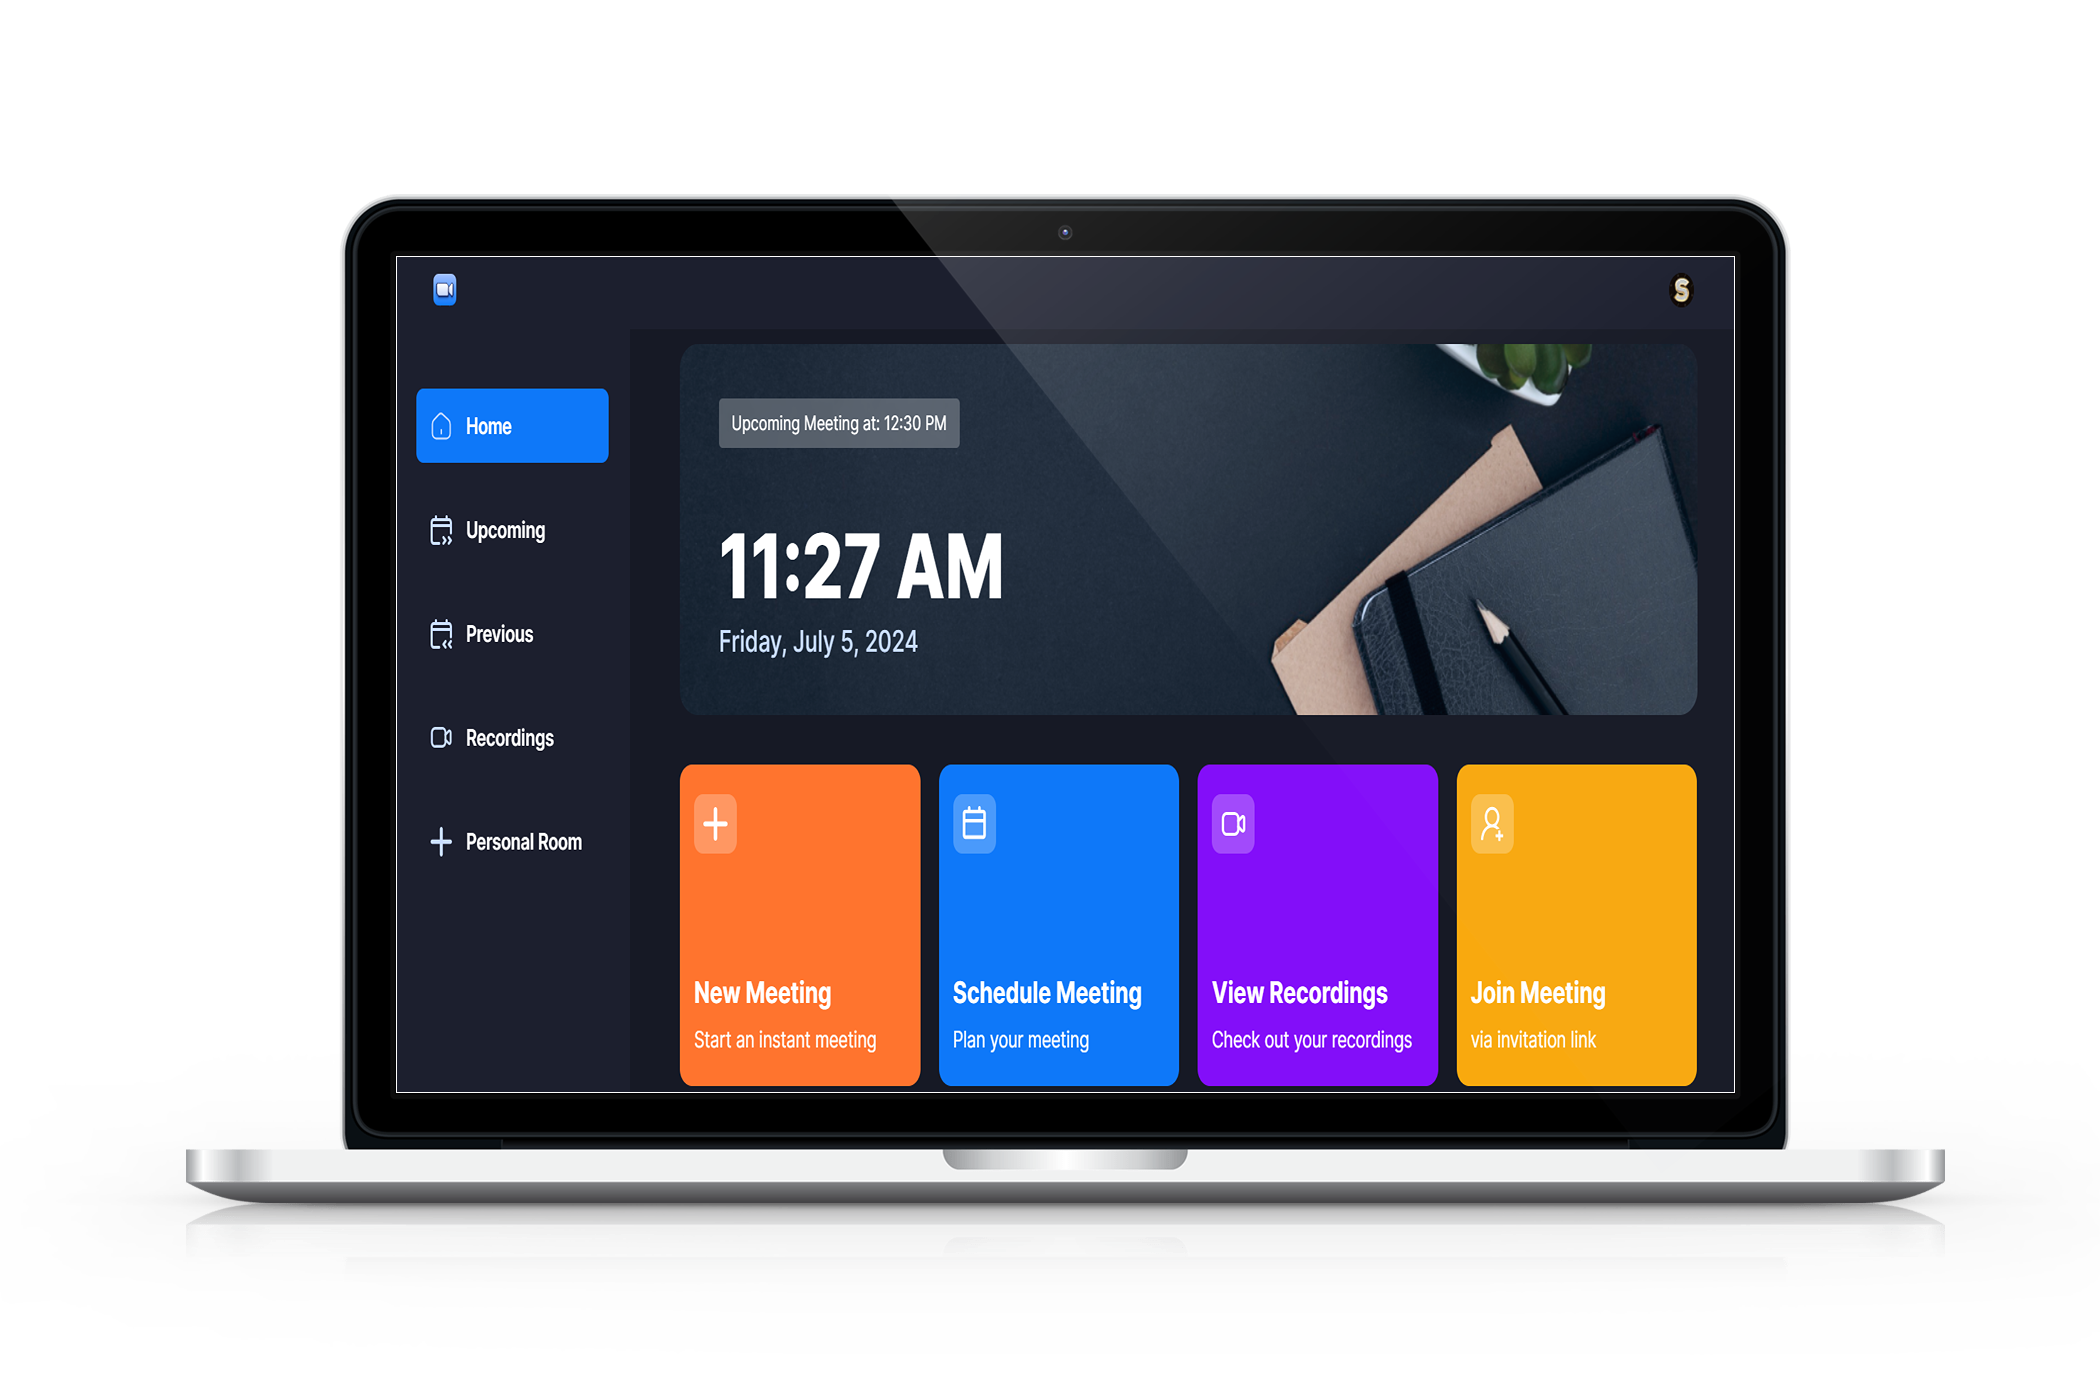 S
Home
Upcoming
Previous
Recordings
Personal Room
Upcoming Meeting at: 12:30 PM
11:27 AM
Friday, July 5, 2024
New Meeting
Start an instant meeting
Schedule Meeting
Plan your meeting
View Recordings
Check out your recordings
Join Meeting
via invitation link